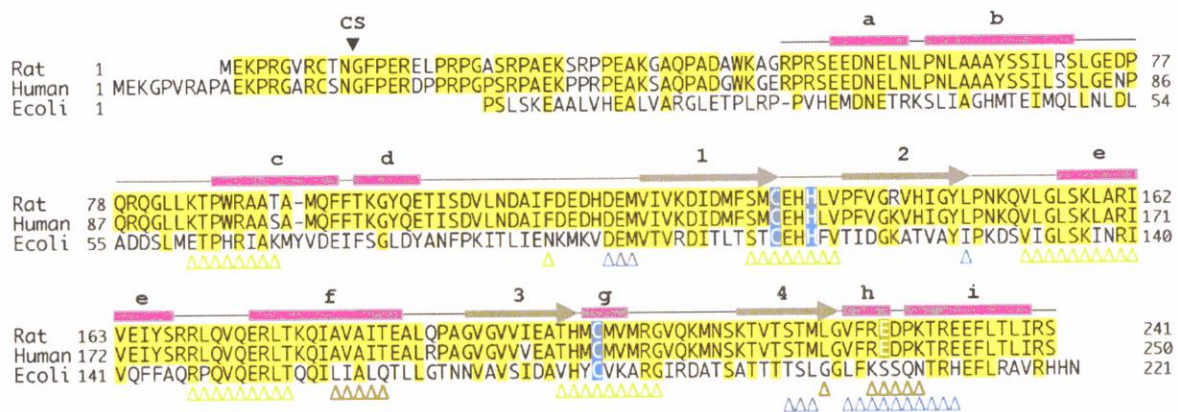 CS a b
Rat 1 MEKPRGVRCTNGFPERELPRPGASRPAEKSRPPEAKGAQPADAWKAGRPRSEEDNELNLPNLAAAYSSILRSLGEDP 77
Human 1 MEKGPVRAPAEKPRGARCSNGFPERDPPRPGPSRPAEKPPRPEAKSAQPADGWKGERPRSEEDNELNLPNLAAAYSSILSSLGENP 86
Ecoli 1 PSLSKEAALVHEALVARGLETPLRP-PVHEMDNETRKSLIAGHMTEIMQLLNLDL 54
c d 1 2 e
Rat 78 QRQGLLKTPWRAATA-MQFFTKGYQETISDVLNDAIFDEDHDEMVIVKDIDMFSMCEHHLVPFVGRVHIGYLPNKQVLGLSKLARI 162
Human 87 QRQGLLKTPWRAASA-MQFFTKGYQETISDVLNDAIFDEDHDEMVIVKDIDMFSMCEHHLVPFVGKVHIGYLPNKQVLGLSKLARI 171
Ecoli 55 ADDSLMETPHRIAKMYVDEIFSGLDYANFPKITLIENKMKVDEMVTVRDITLTSTCEHHFVTIDGKATVAYIPKDSVIGLSKINRI 140
e f 3 g 4 h i
Rat 163 VEIYSRRLQVQERLTKQIAVAITEALQPAGVGVVIEATHMCMVMRGVQKMNSKTVTSTMLGVFREDPKTREEFLTLIRS 241
Human 172 VEIYSRRLQVQERLTKQIAVAITEALRPAGVGVVVEATHMCMVMRGVQKMNSKTVTSTMLGVFREDPKTREEFLTLIRS 250
Ecoli 141 VQFFAQRPQVQERLTQQILIALQTLLGTNNVAVSIDAVHYCVKARGIRDATSATTTTSLGGLFKSSQNTRHEFLRAVRHHN 221